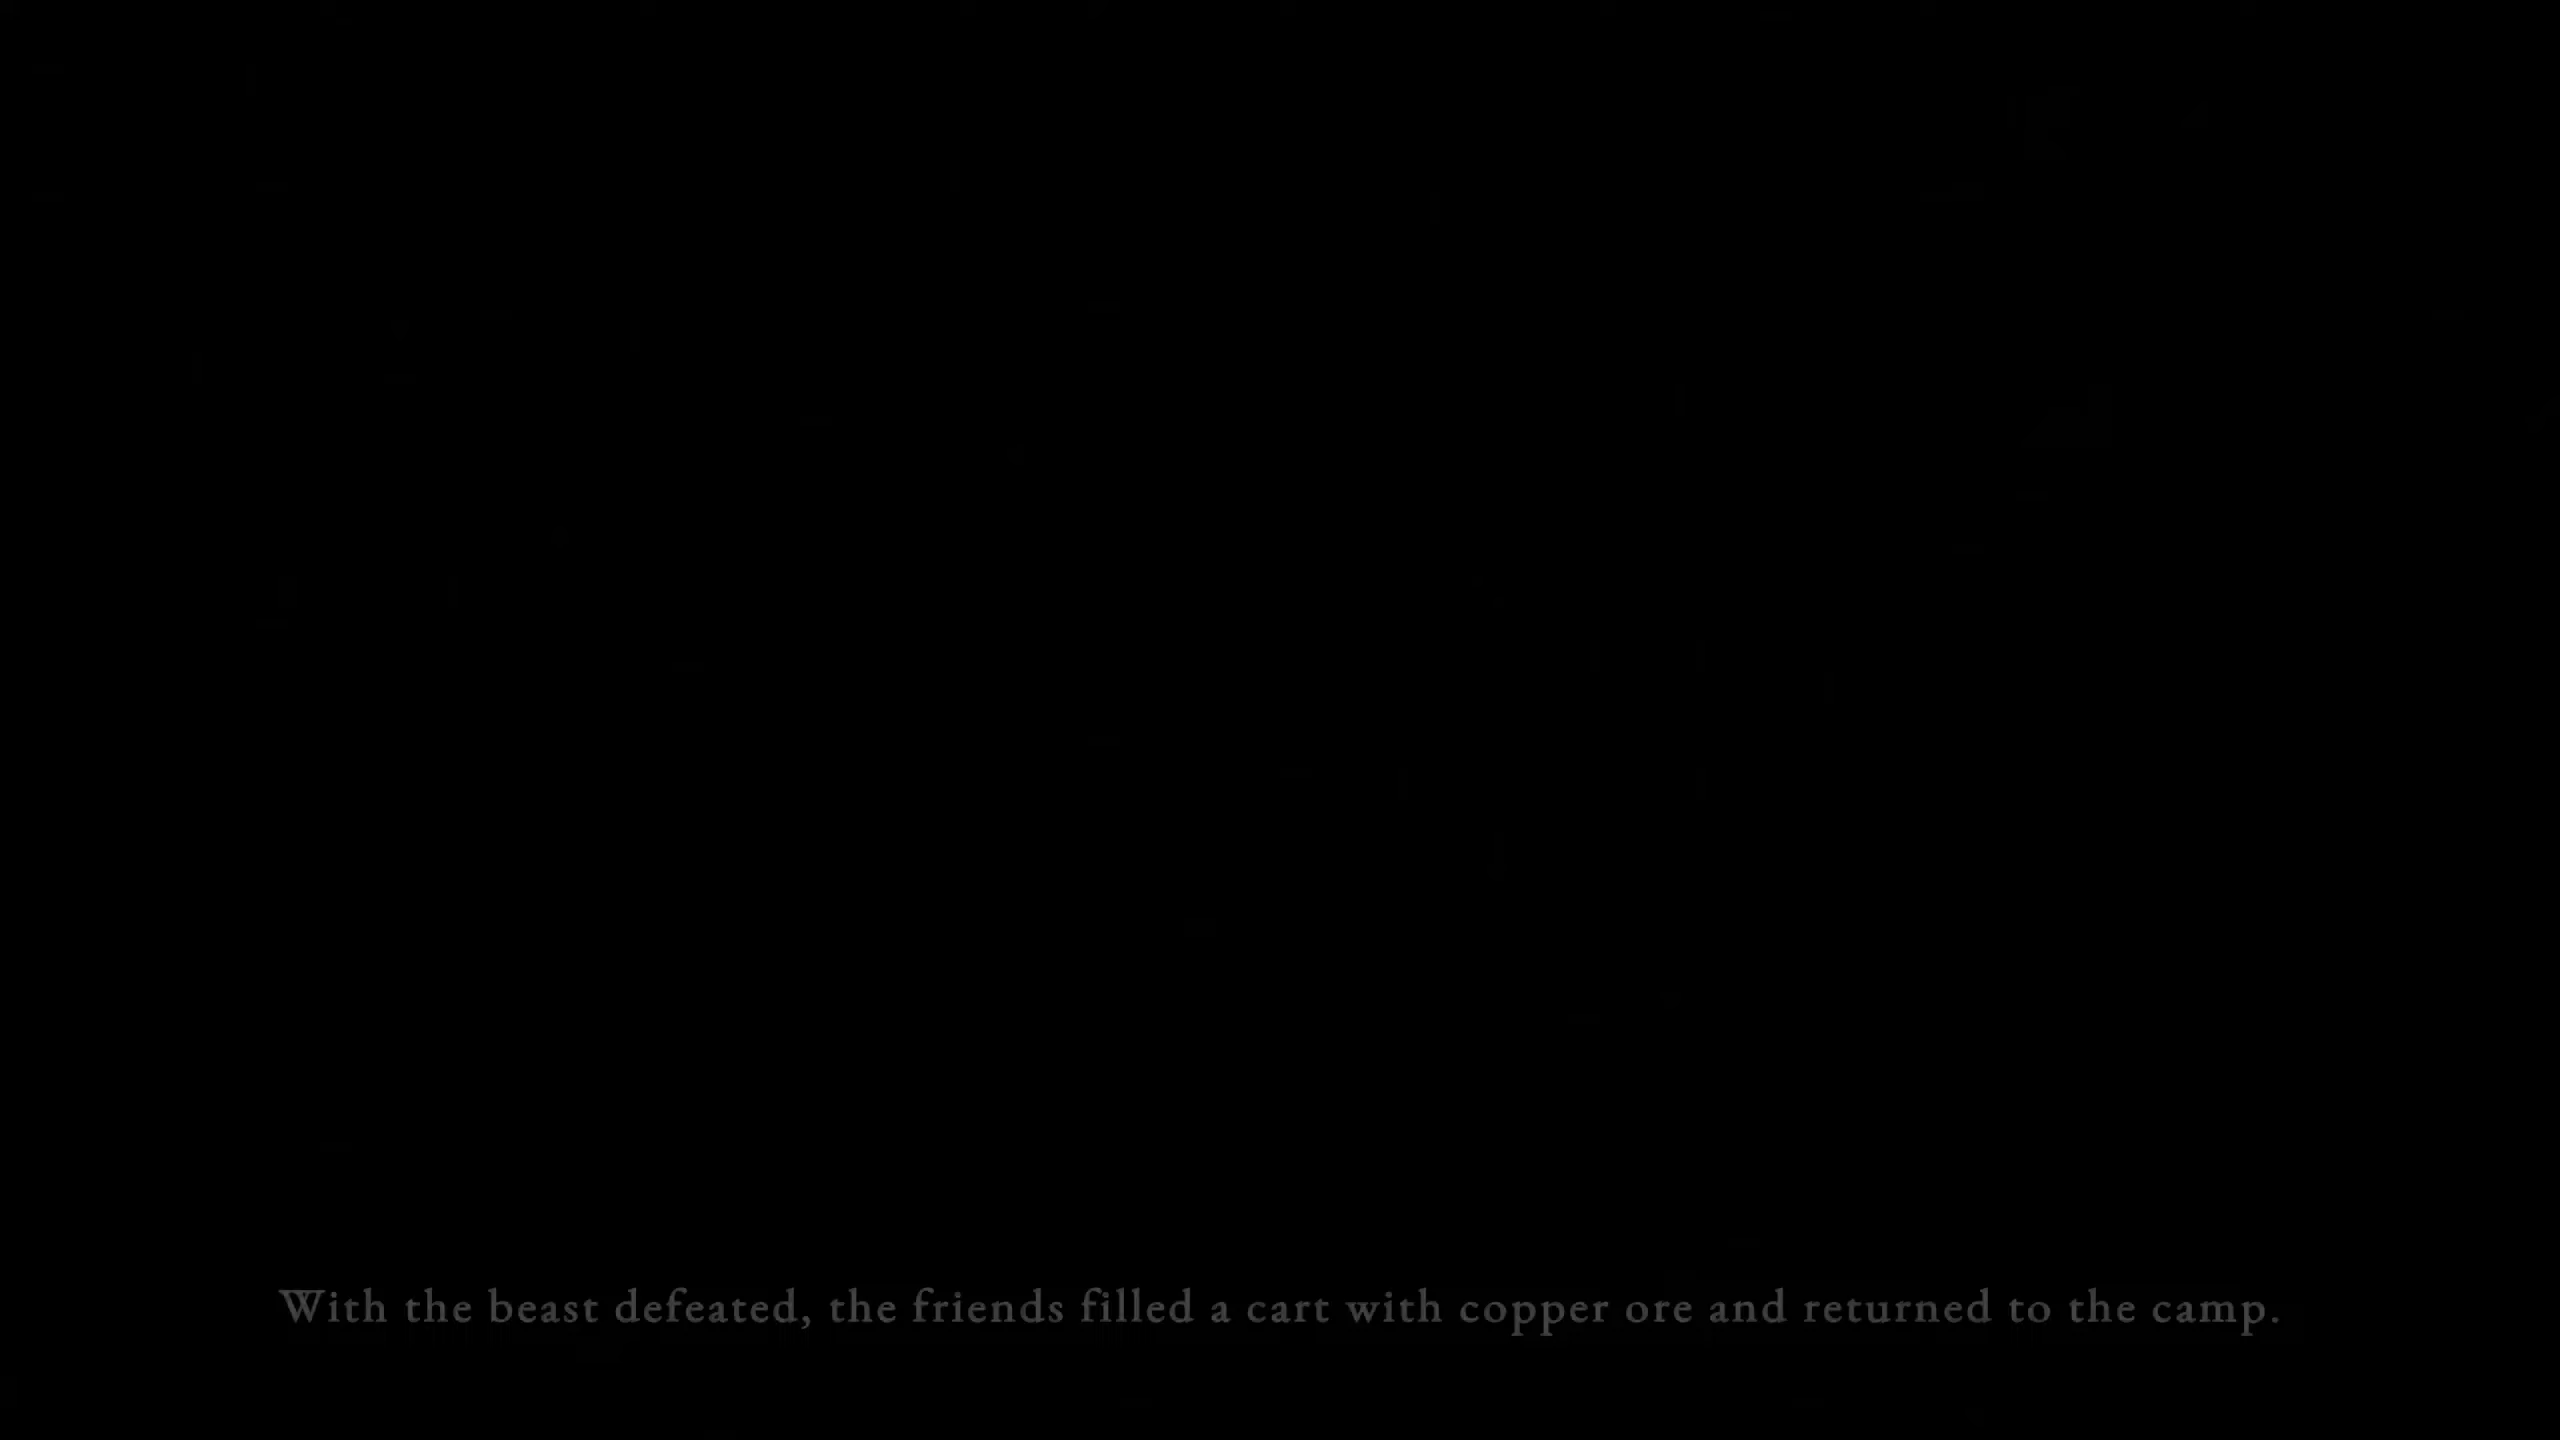 With the beast defeated, the friends filled a cart with copper ore and returned to the camp.